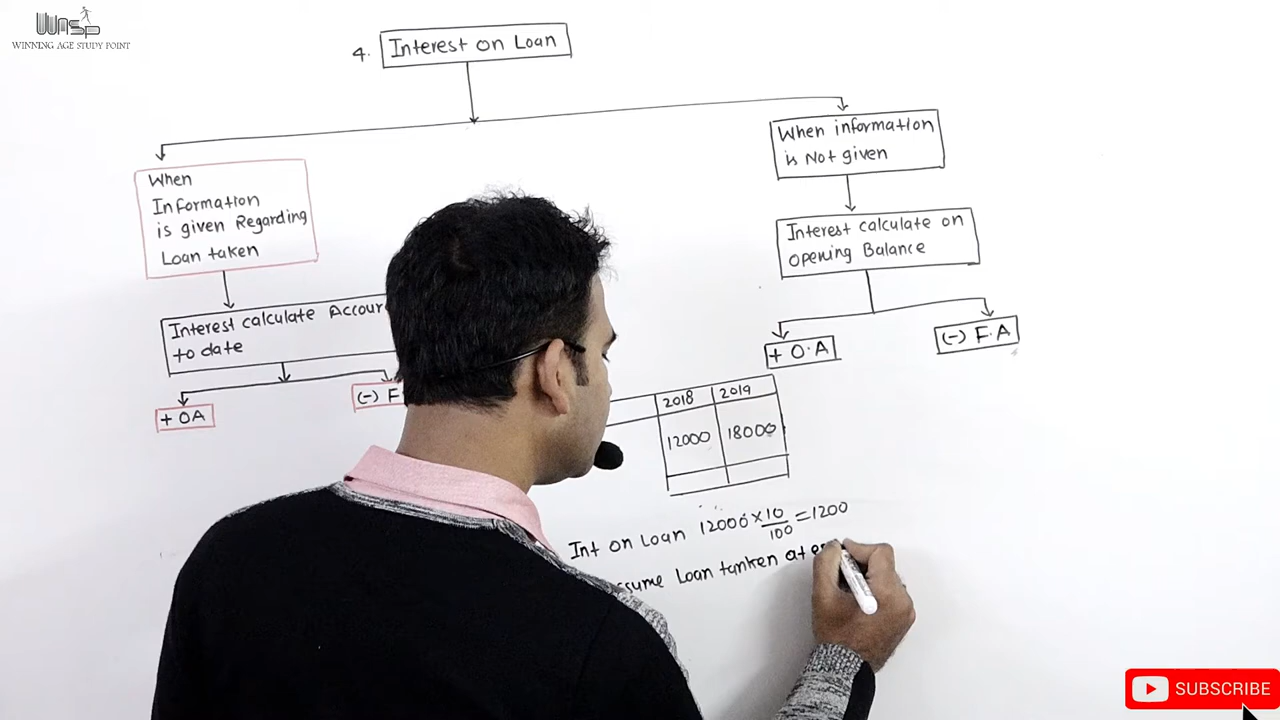 WASP
WINNING AGE STUDY POINT
4. Interest on Loan
When
Information
is given Regarding
Loan taken
When information
is Not given
Interest calculate
to date
Interest calculate on
opening Balance
+ OA
(-) F
+ O.A
(-) F.A
2018 2019
12000 18000
Int on Loan 12000 × 10/100 = 1200
Loan tanken at
SUBSCRIBE